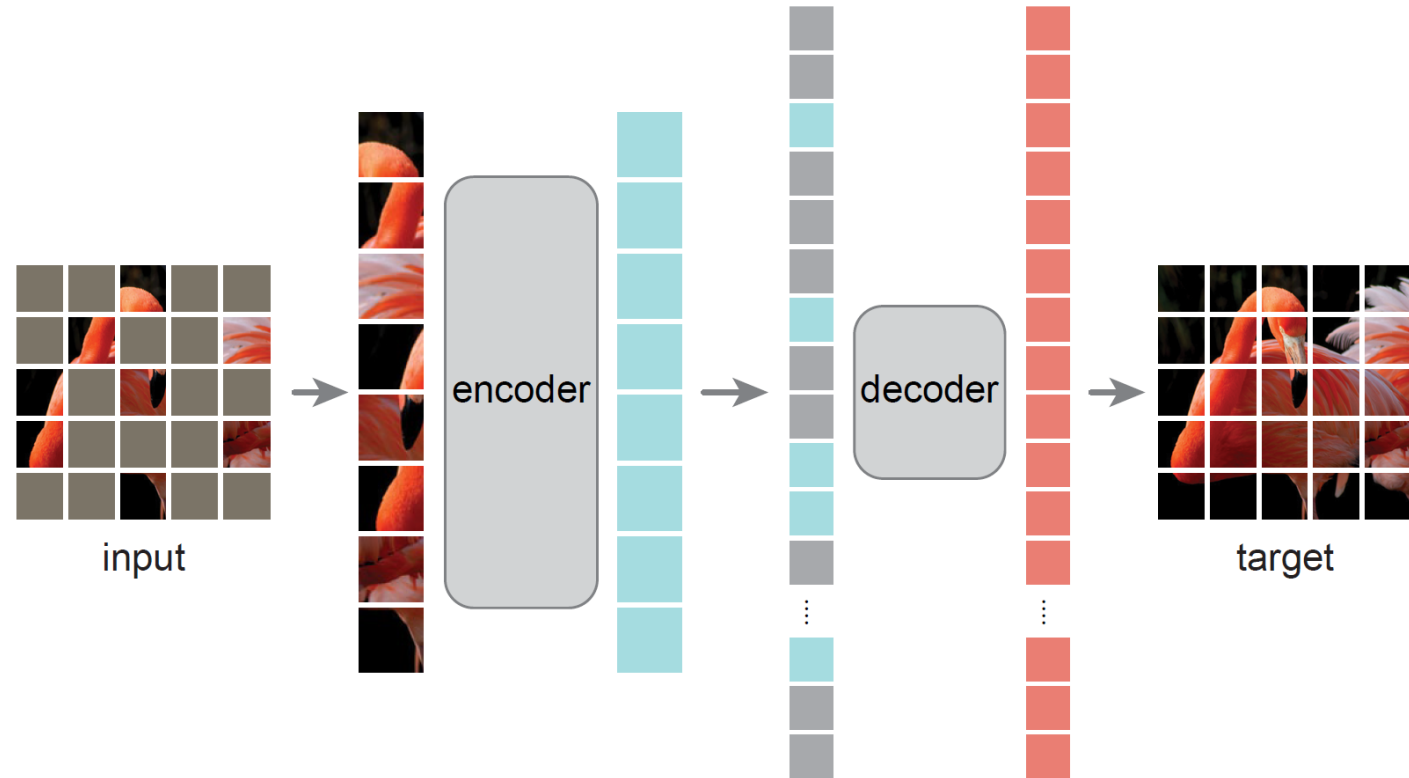 input
encoder
decoder
target